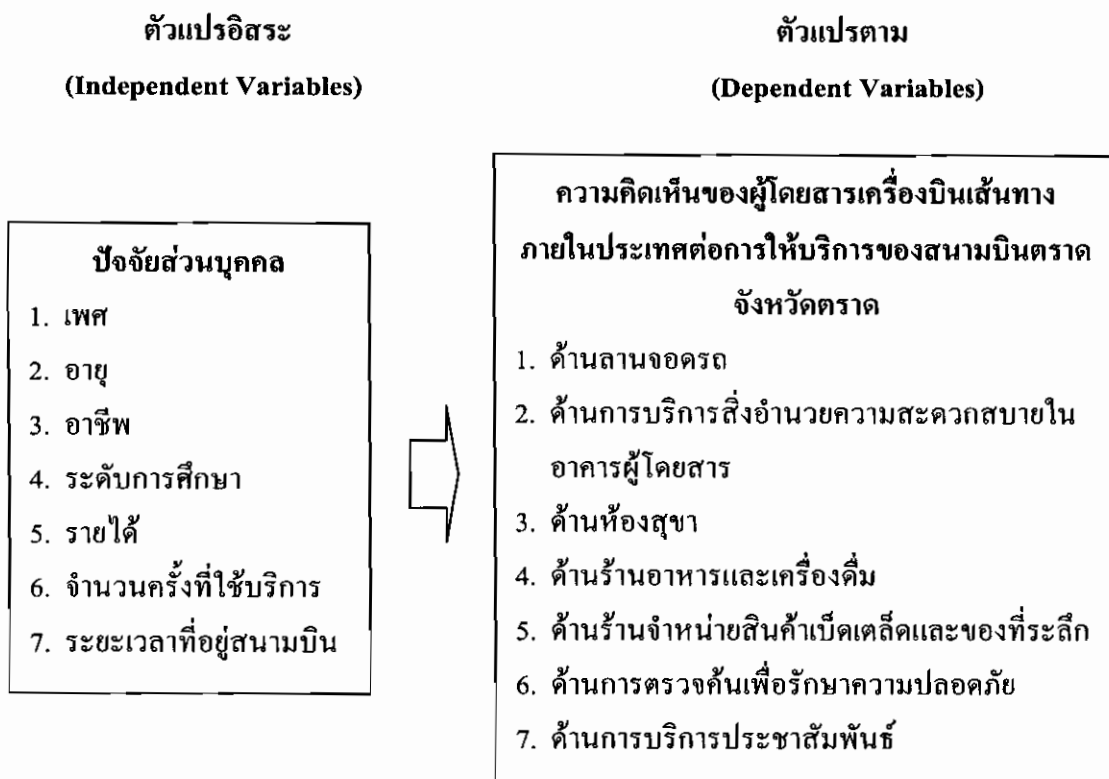 ตัวแปรอิสระ
(Independent Variables)
ตัวแปรตาม
(Dependent Variables)
ปัจจัยส่วนบุคคล
1. เพศ
2. อายุ
3. อาชีพ
4. ระดับการศึกษา
5. รายได้
6. จำนวนครั้งที่ใช้บริการ
7. ระยะเวลาที่อยู่สนามบิน
ความคิดเห็นของผู้โดยสารเครื่องบินเส้นทาง
ภายในประเทศต่อการให้บริการของสนามบินตราด
จังหวัดตราด
1. ด้านลานจอดรถ
2. ด้านการบริการสิ่งอำนวยความสะดวกสบายใน
อาคารผู้โดยสาร
3. ด้านห้องสุขา
4. ด้านร้านอาหารและเครื่องดื่ม
5. ด้านร้านจำหน่ายสินค้าเบ็ดเตล็ดและของที่ระลึก
6. ด้านการตรวจค้นเพื่อรักษาความปลอดภัย
7. ด้านการบริการประชาสัมพันธ์